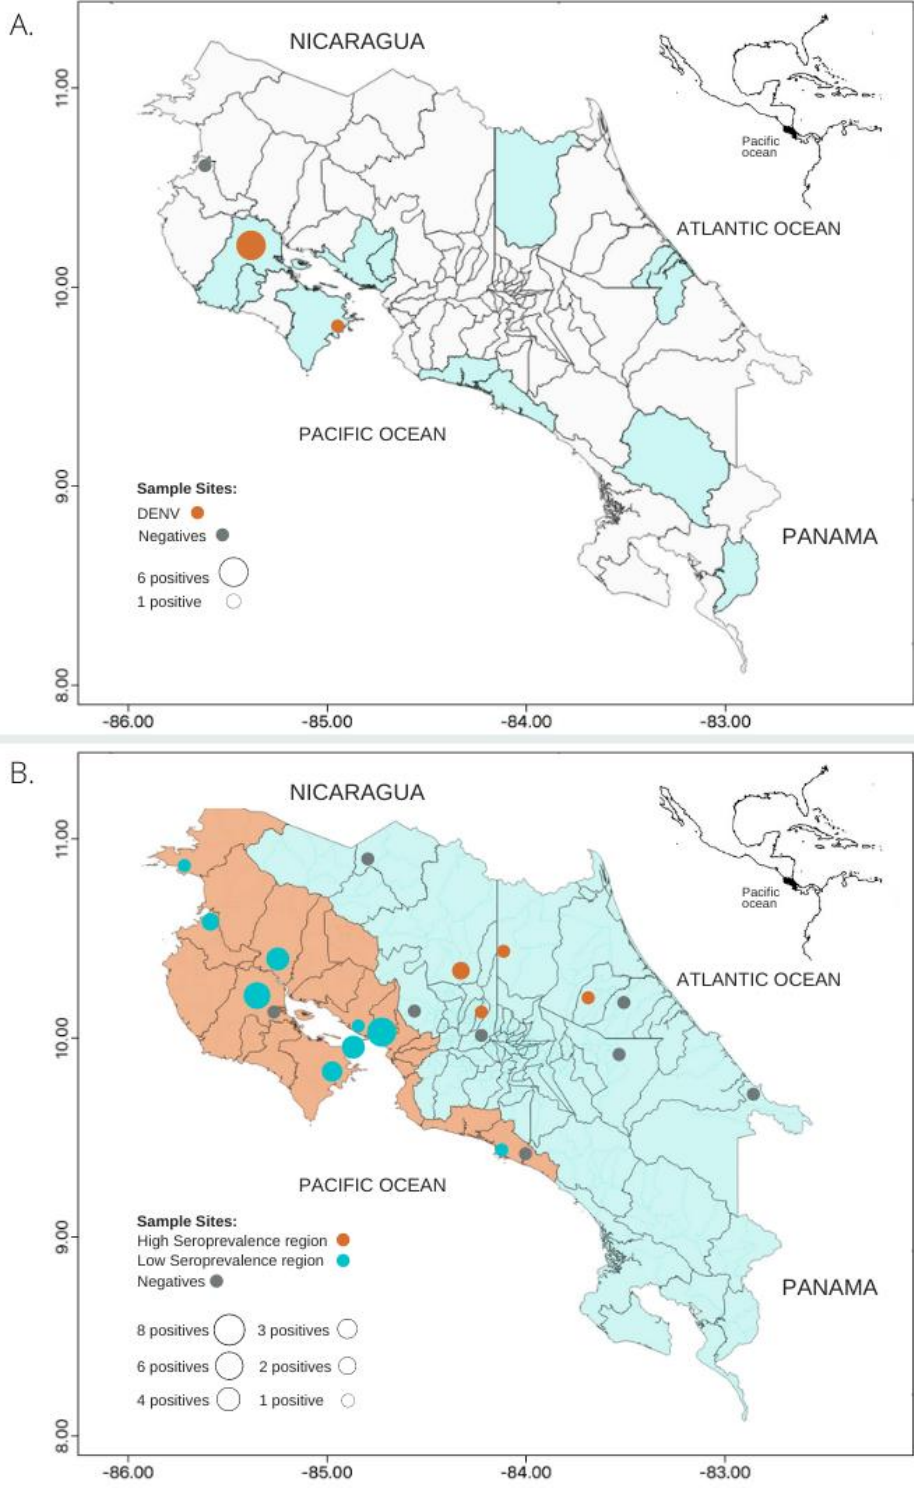 A.
NICARAGUA
11.00
Pacific
ocean
ATLANTIC OCEAN
10.00
PACIFIC OCEAN
9.00
Sample Sites:
DENV
Negatives
PANAMA
6 positives
1 positive
8.00
-86.00 -85.00 -84.00 -83.00
B.
NICARAGUA
11.00
Pacific
ocean
ATLANTIC OCEAN
10.00
PACIFIC OCEAN
Sample Sites:
9.00
High Seroprevalence region
Low Seroprevalence region
Negatives
PANAMA
8 positives 3 positives
6 positives 2 positives
4 positives 1 positive
8.00
-86.00 -85.00 -84.00 -83.00